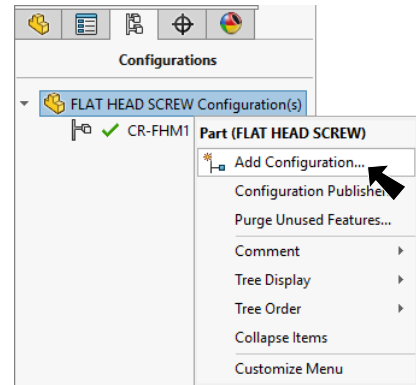 Configurations
FLAT HEAD SCREW Configuration(s)
CR-FHM1
Part (FLAT HEAD SCREW)
Add Configuration...
Configuration Publisher
Purge Unused Features...
Comment
Tree Display
Tree Order
Collapse Items
Customize Menu